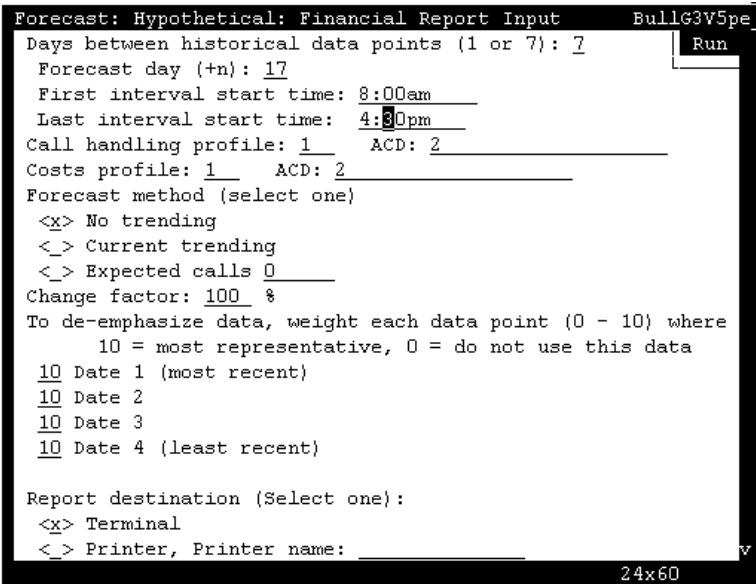 Forecast: Hypothetical: Financial Report Input BullG3V5pe
Days between historical data points (1 or 7): 7 Run
Forecast day (+n): 17
First interval start time: 8:00am
Last interval start time: 4:30pm
Call handling profile: 1 ACD: 2
Costs profile: 1 ACD: 2
Forecast method (select one)
<x> No trending
<_> Current trending
<_> Expected calls 0
Change factor: 100 %
To de-emphasize data, weight each data point (0 - 10) where
10 = most representative, 0 = do not use this data
10 Date 1 (most recent)
10 Date 2
10 Date 3
10 Date 4 (least recent)
Report destination (Select one):
<x> Terminal
<_> Printer, Printer name: v
24x60